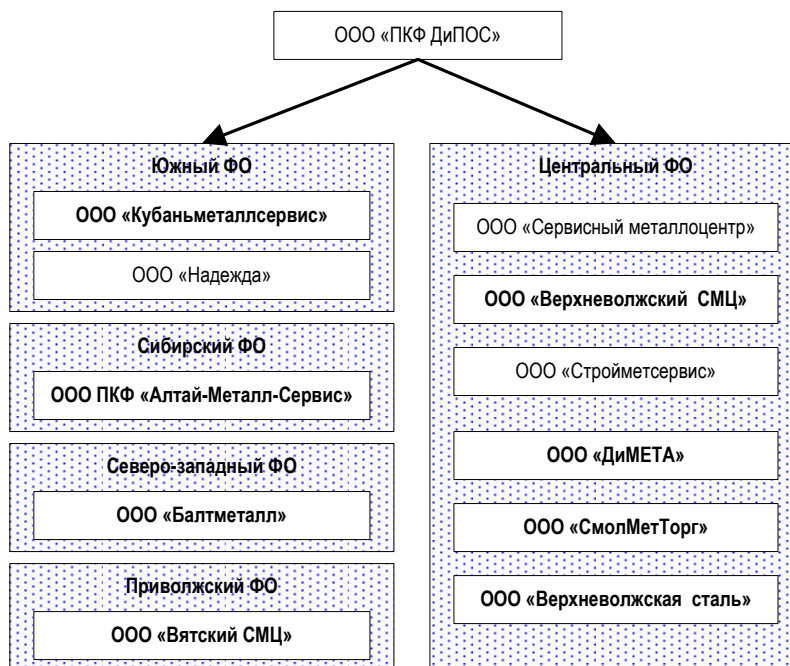 ООО «ПКФ ДиПОС»
Южный ФО
ООО «Кубаньметаллсервис»
ООО «Надежда»
Сибирский ФО
ООО ПКФ «Алтай-Металл-Сервис»
Северо-западный ФО
ООО «Балтметалл»
Приволжский ФО
ООО «Вятский СМЦ»
Центральный ФО
ООО «Сервисный металлоцентр»
ООО «Верхневолжский СМЦ»
ООО «Стройметсервис»
ООО «ДиМЕТА»
ООО «СмолМетТорг»
ООО «Верхневолжская сталь»